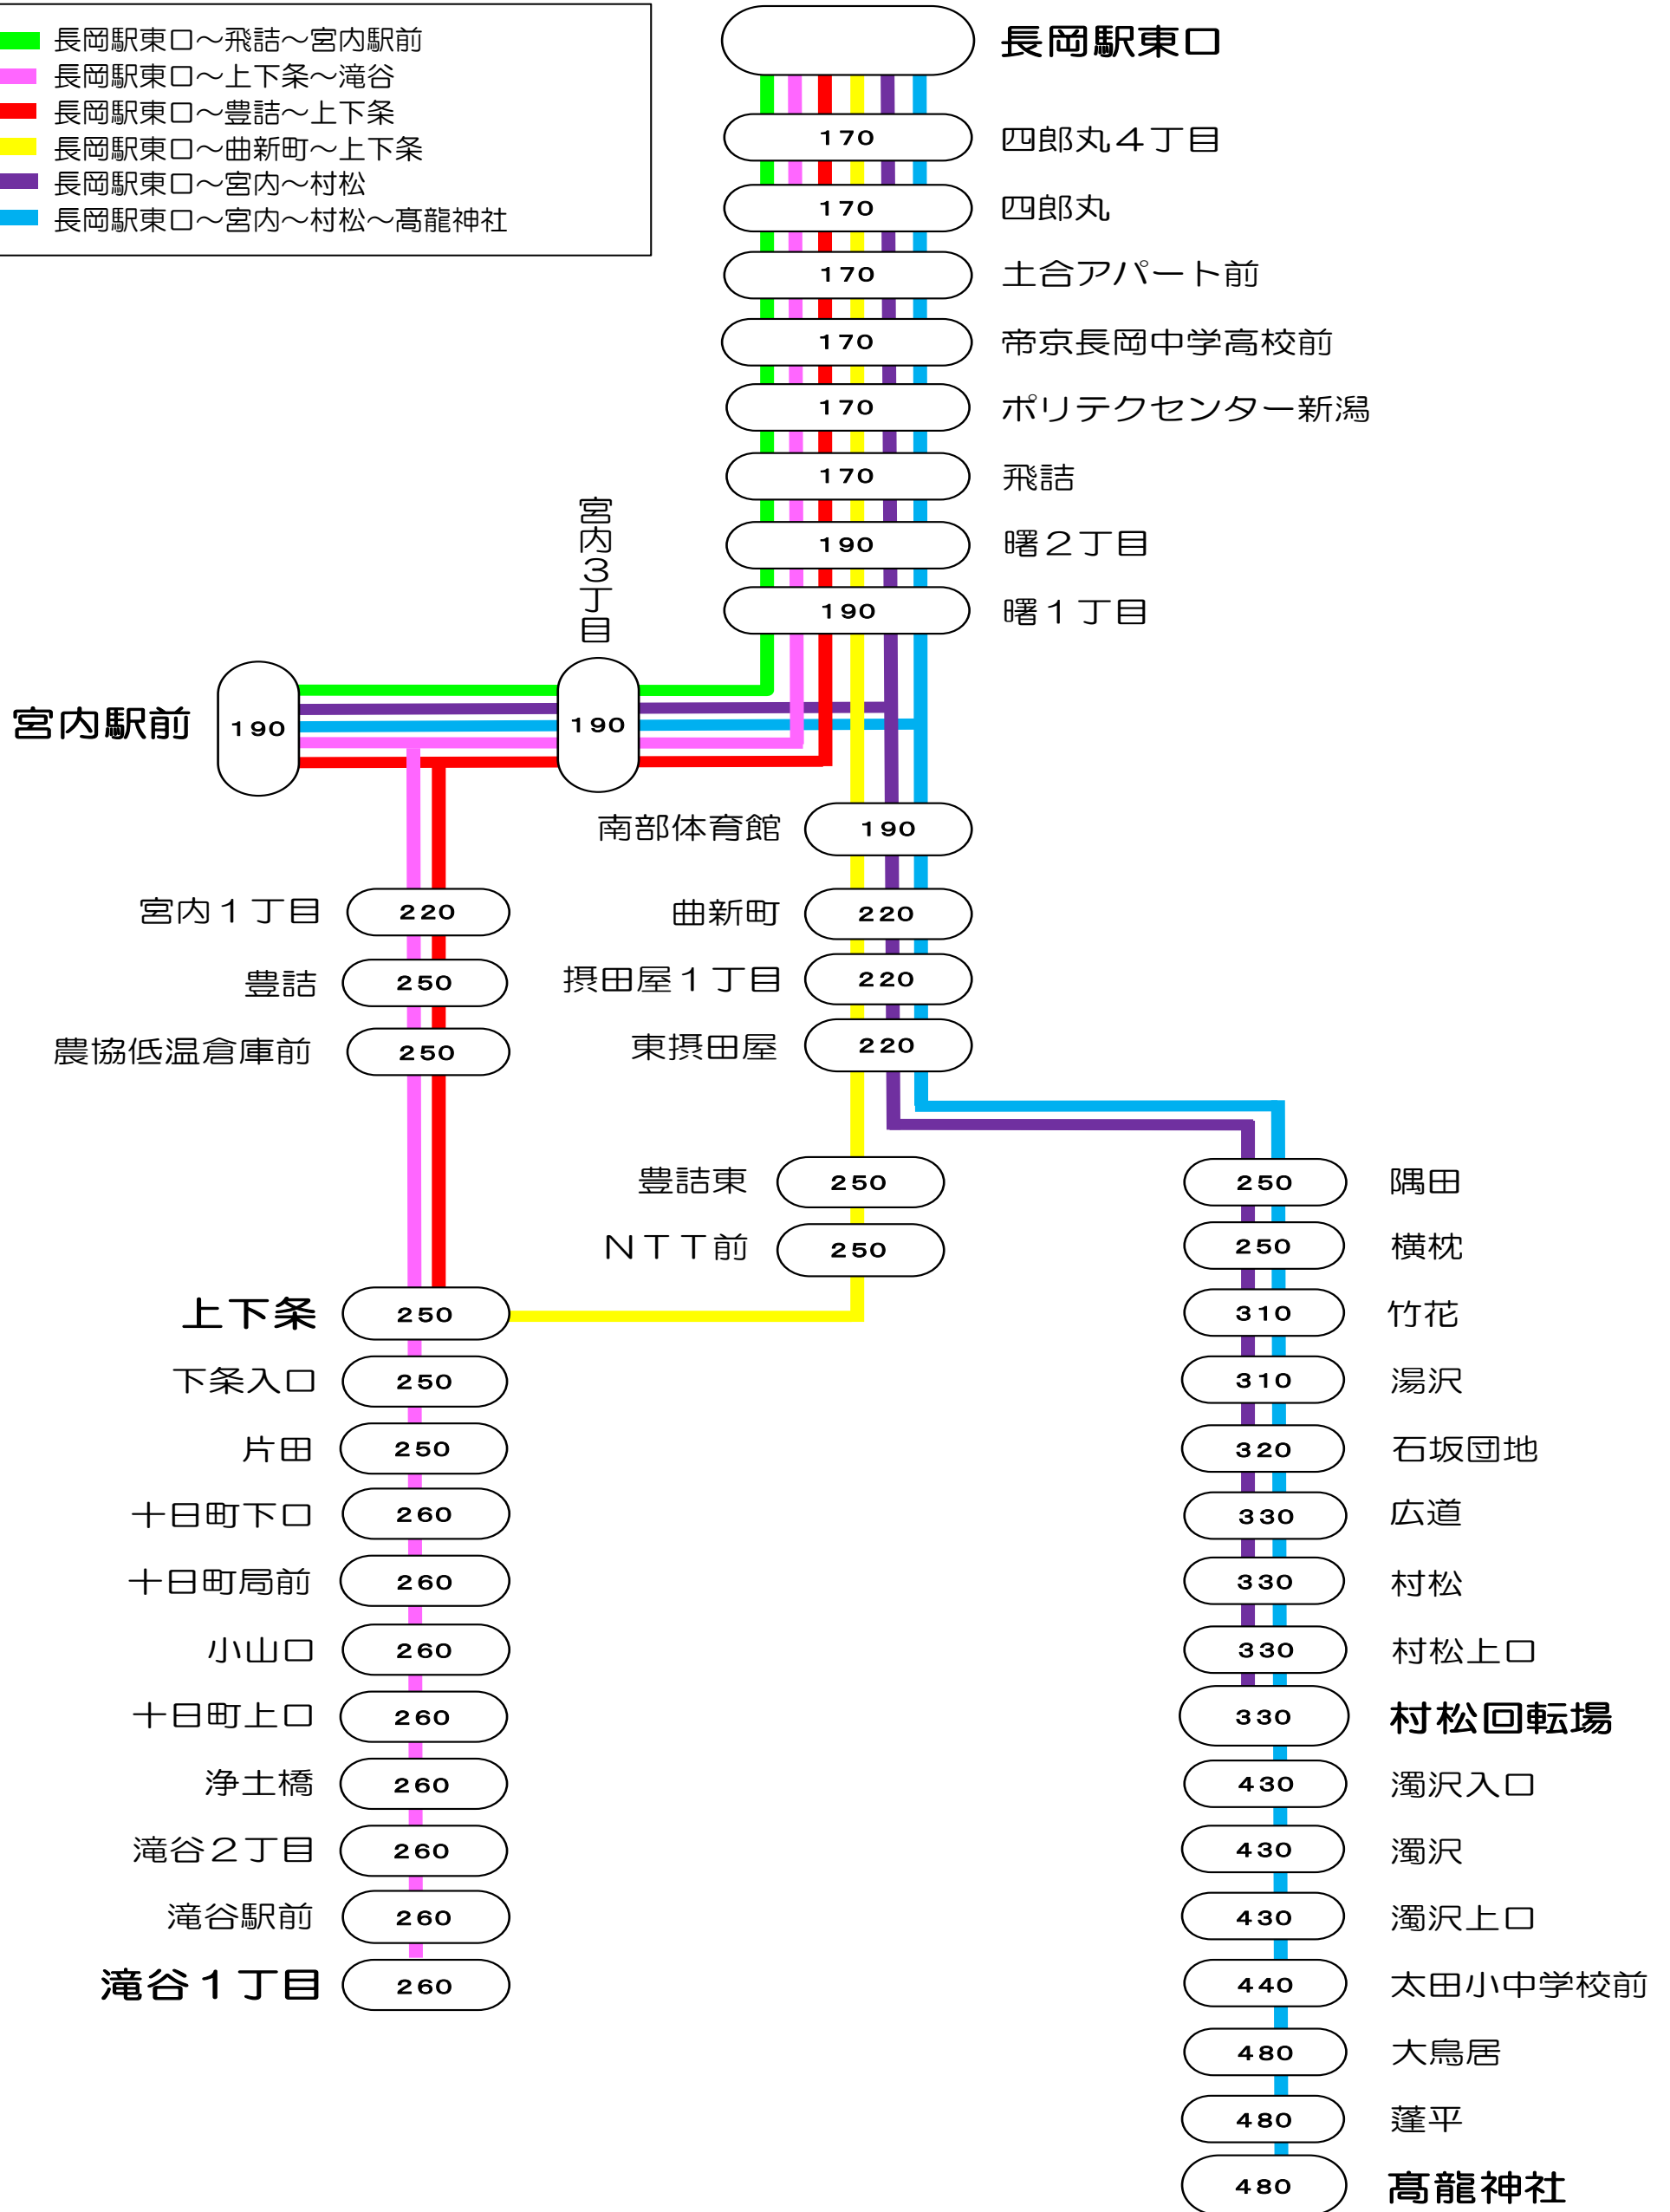 長岡駅東口～飛詰～宮内駅前
長岡駅東口～上下条～滝谷
長岡駅東口～豊詰～上下条
長岡駅東口～曲新町～上下条
長岡駅東口～宮内～村松
長岡駅東口～宮内～村松～髙龍神社
長岡駅東口
170 四郎丸４丁目
170 四郎丸
170 土合アパート前
170 帝京長岡中学高校前
170 ポリテクセンター新潟
170 飛詰
190 曙２丁目
190 曙１丁目
宮内３丁目
190
宮内駅前 190
南部体育館 190
宮内１丁目 220
豊詰 250
農協低温倉庫前 250
曲新町 220
摂田屋１丁目 220
東摂田屋 220
豊詰東 250
ＮＴＴ前 250
上下条 250
下条入口 250
片田 250
十日町下口 260
十日町局前 260
小山口 260
十日町上口 260
浄土橋 260
滝谷２丁目 260
滝谷駅前 260
滝谷１丁目 260
250 隅田
250 横枕
310 竹花
310 湯沢
320 石坂団地
330 広道
330 村松
330 村松上口
330 村松回転場
430 濁沢入口
430 濁沢
430 濁沢上口
440 太田小中学校前
480 大鳥居
480 蓬平
480 髙龍神社